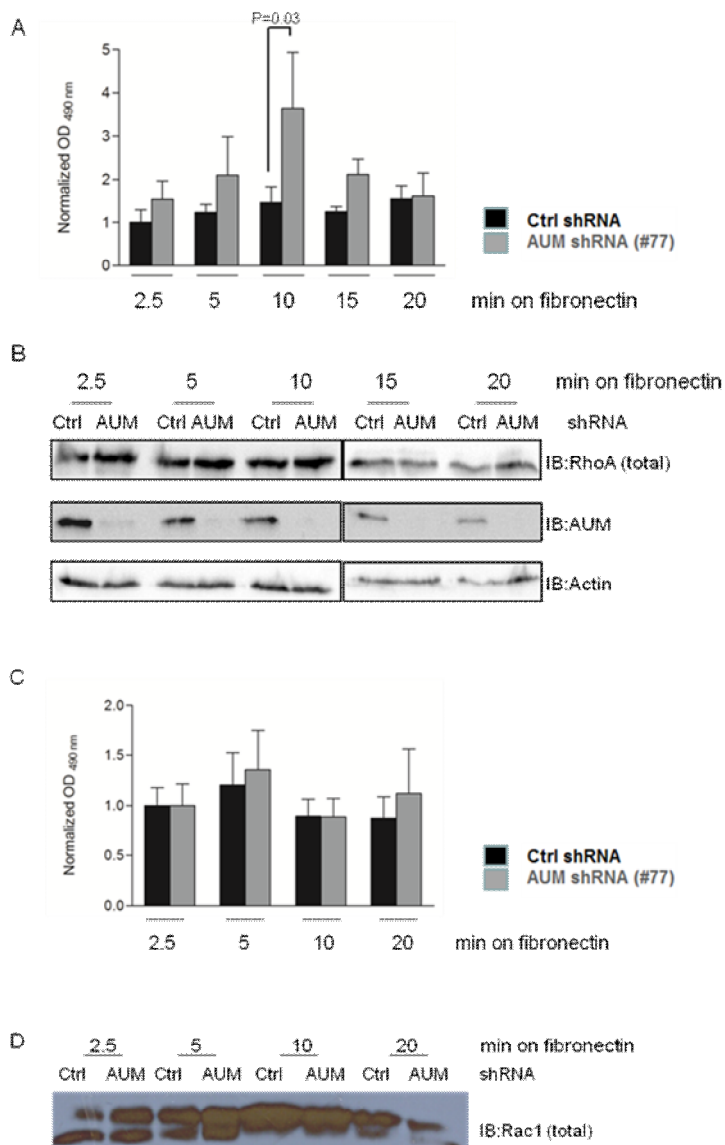 A
P=0.03
Normalized OD 490 nm
5
4
3
2
1
0
2.5 5 10 15 20 min on fibronectin
Ctrl shRNA
AUM shRNA (#77)
B
2.5 5 10 15 20 min on fibronectin
Ctrl AUM Ctrl AUM Ctrl AUM Ctrl AUM Ctrl AUM shRNA
IB:RhoA (total)
IB:AUM
IB:Actin
C
Normalized OD 490 nm
2.0
1.5
1.0
0.5
0.0
2.5 5 10 20 min on fibronectin
Ctrl shRNA
AUM shRNA (#77)
D
2.5 5 10 20 min on fibronectin
Ctrl AUM Ctrl AUM Ctrl AUM Ctrl AUM shRNA
IB:Rac1 (total)